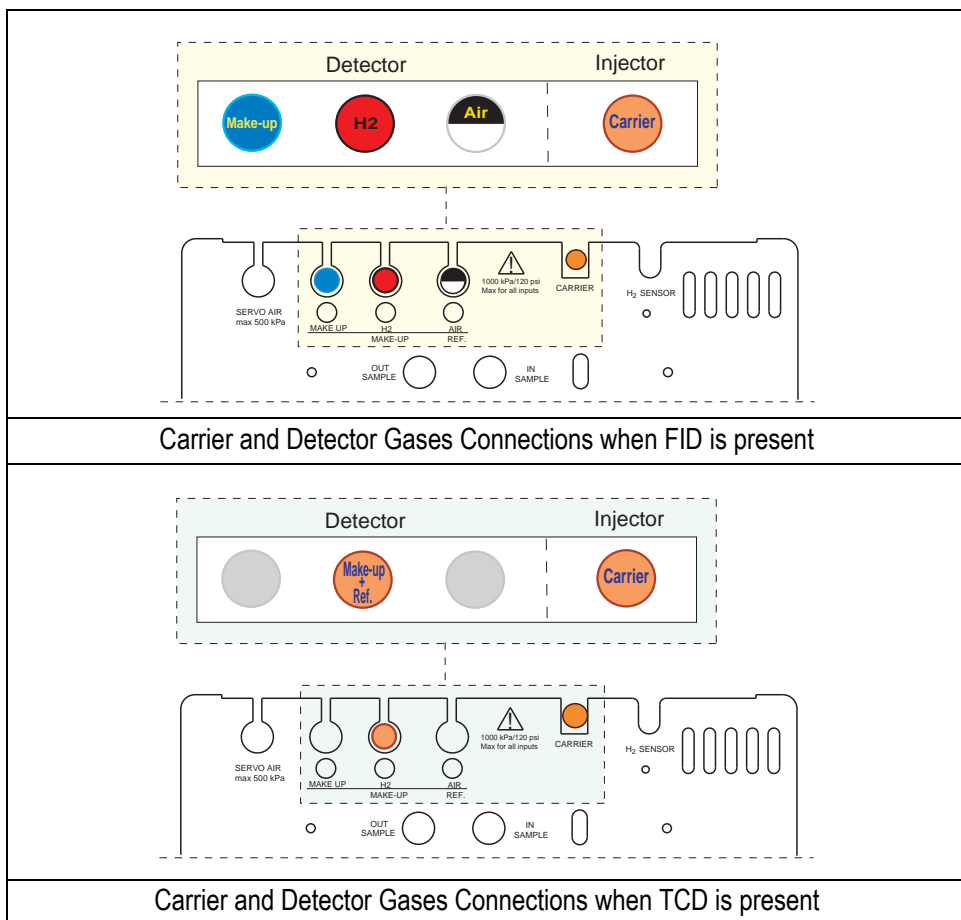 Detector Injector
Make-up H2 Air Carrier
1000 kPa/120 psi
Max for all inputs
CARRIER
SERVO AIR
max 500 kPa
H2 SENSOR
MAKE UP H2 AIR
MAKE-UP REF.
OUT
SAMPLE
IN
SAMPLE
Carrier and Detector Gases Connections when FID is present
Detector Injector
Make-up
+
Ref.
Carrier
1000 kPa/120 psi
Max for all inputs
CARRIER
SERVO AIR
max 500 kPa
H2 SENSOR
MAKE UP H2 AIR
MAKE-UP REF.
OUT
SAMPLE
IN
SAMPLE
Carrier and Detector Gases Connections when TCD is present